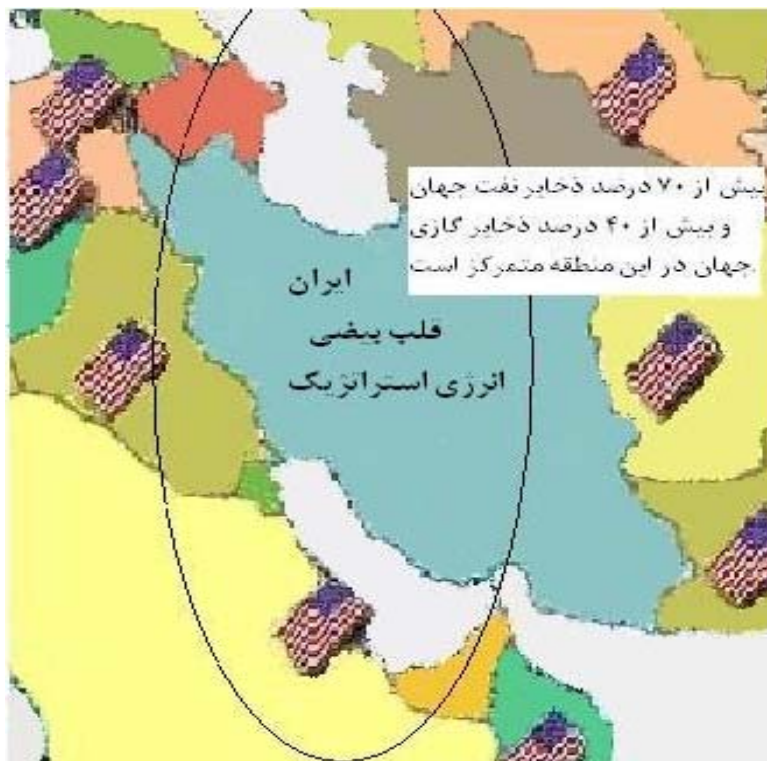 بیش از ۷۰ درصد ذخایر نفت جهان
و بیش از ۴۰ درصد ذخایر گازی
جهان در این منطقه متمرکز است.
ایران
قلب بیضی
انرژی استراتژیک